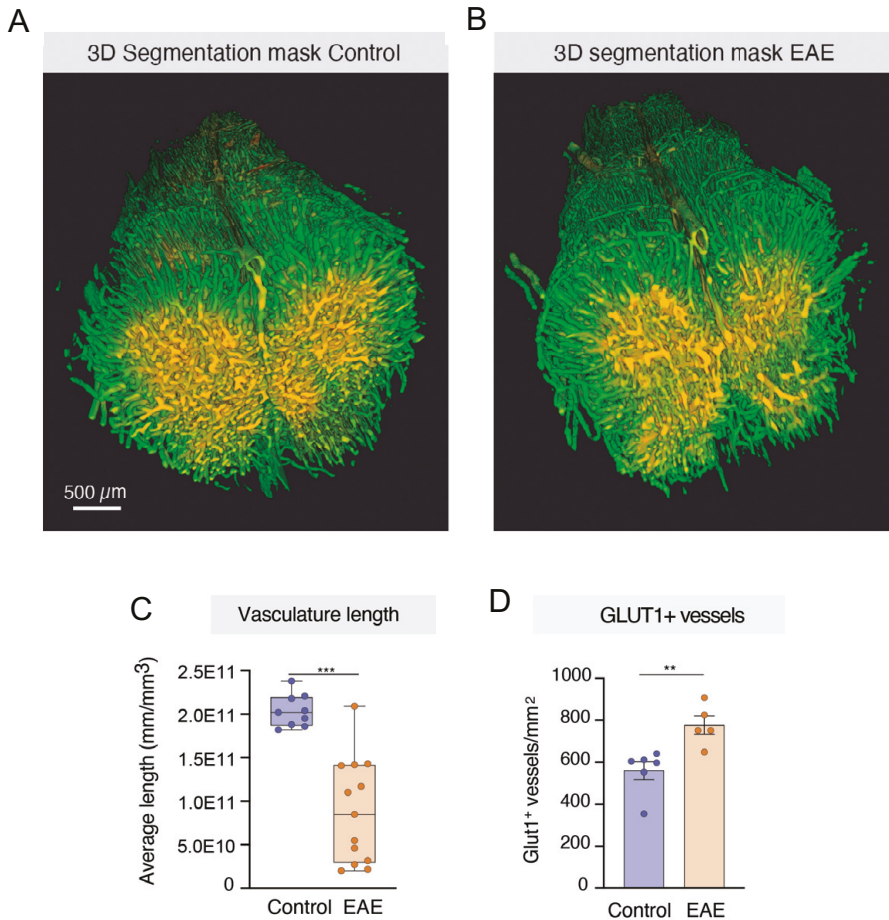 A
3D Segmentation mask Control
500 µm
B
3D segmentation mask EAE
C
Vasculature length
Average length (mm/mm³)
2.5E11
2.0E11
1.5E11
1.0E11
5.0E10
0
***
Control
EAE
D
GLUT1+ vessels
Glut1⁺ vessels/mm²
1000
800
600
400
200
0
**
Control
EAE